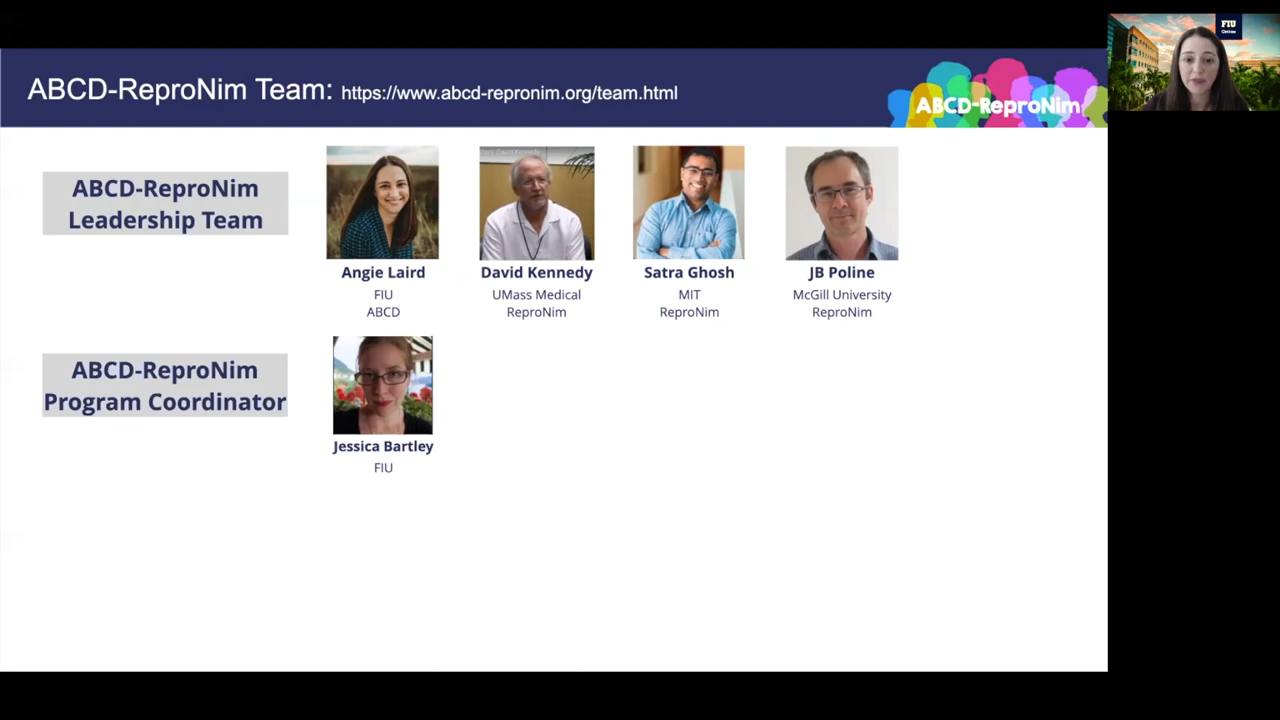 ABCD-ReproNim Team: https://www.abcd-repronim.org/team.html
ABCD-ReproNim
FIU
Online
ABCD-ReproNim
Leadership Team
Angie Laird
FIU
ABCD
David Kennedy
UMass Medical
ReproNim
Satra Ghosh
MIT
ReproNim
JB Poline
McGill University
ReproNim
ABCD-ReproNim
Program Coordinator
Jessica Bartley
FIU